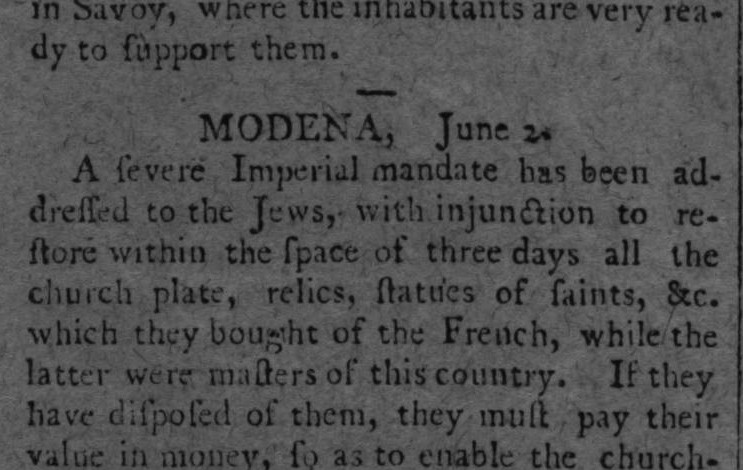 in Savoy, where the inhabitants are very rea-
dy to ſupport them.
MODENA, June 2.
A ſevere Imperial mandate has been ad-
dreſſed to the Jews, with injunction to re-
ſtore within the ſpace of three days all the
church plate, relics, ſtatues of ſaints, &c.
which they bought of the French, while the
latter were maſters of this country. If they
have diſpoſed of them, they muſt pay their
value in money, ſo as to enable the church-